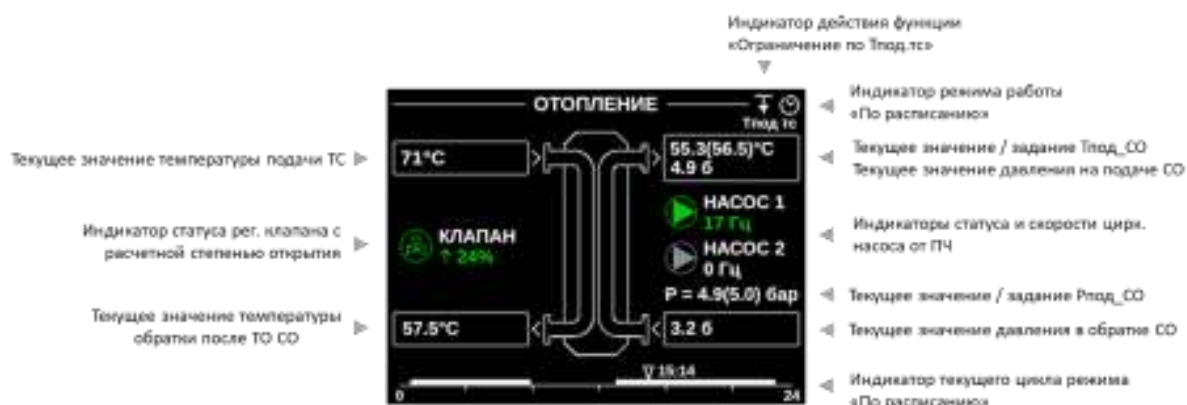 Индикатор действия функции
«Ограничение по Тпод.тс»
ОТОПЛЕНИЕ
Тпод тс
Индикатор режима работы
«По расписанию»
Текущее значение температуры подачи ТС
71°C
55.3(56.5)°C
4.9 б
Текущее значение / задание Тпод_СО
Текущее значение давления на подаче СО
Индикатор статуса рег. клапана с
расчетной степенью открытия
КЛАПАН
↑ 24%
НАСОС 1
17 Гц
НАСОС 2
0 Гц
Индикаторы статуса и скорости цирк.
насоса от ПЧ
P = 4.9(5.0) бар
Текущее значение / задание Рпод_СО
Текущее значение температуры
обратки после ТО СО
57.5°C
3.2 б
Текущее значение давления в обратке СО
15:14
0
24
Индикатор текущего цикла режима
«По расписанию»